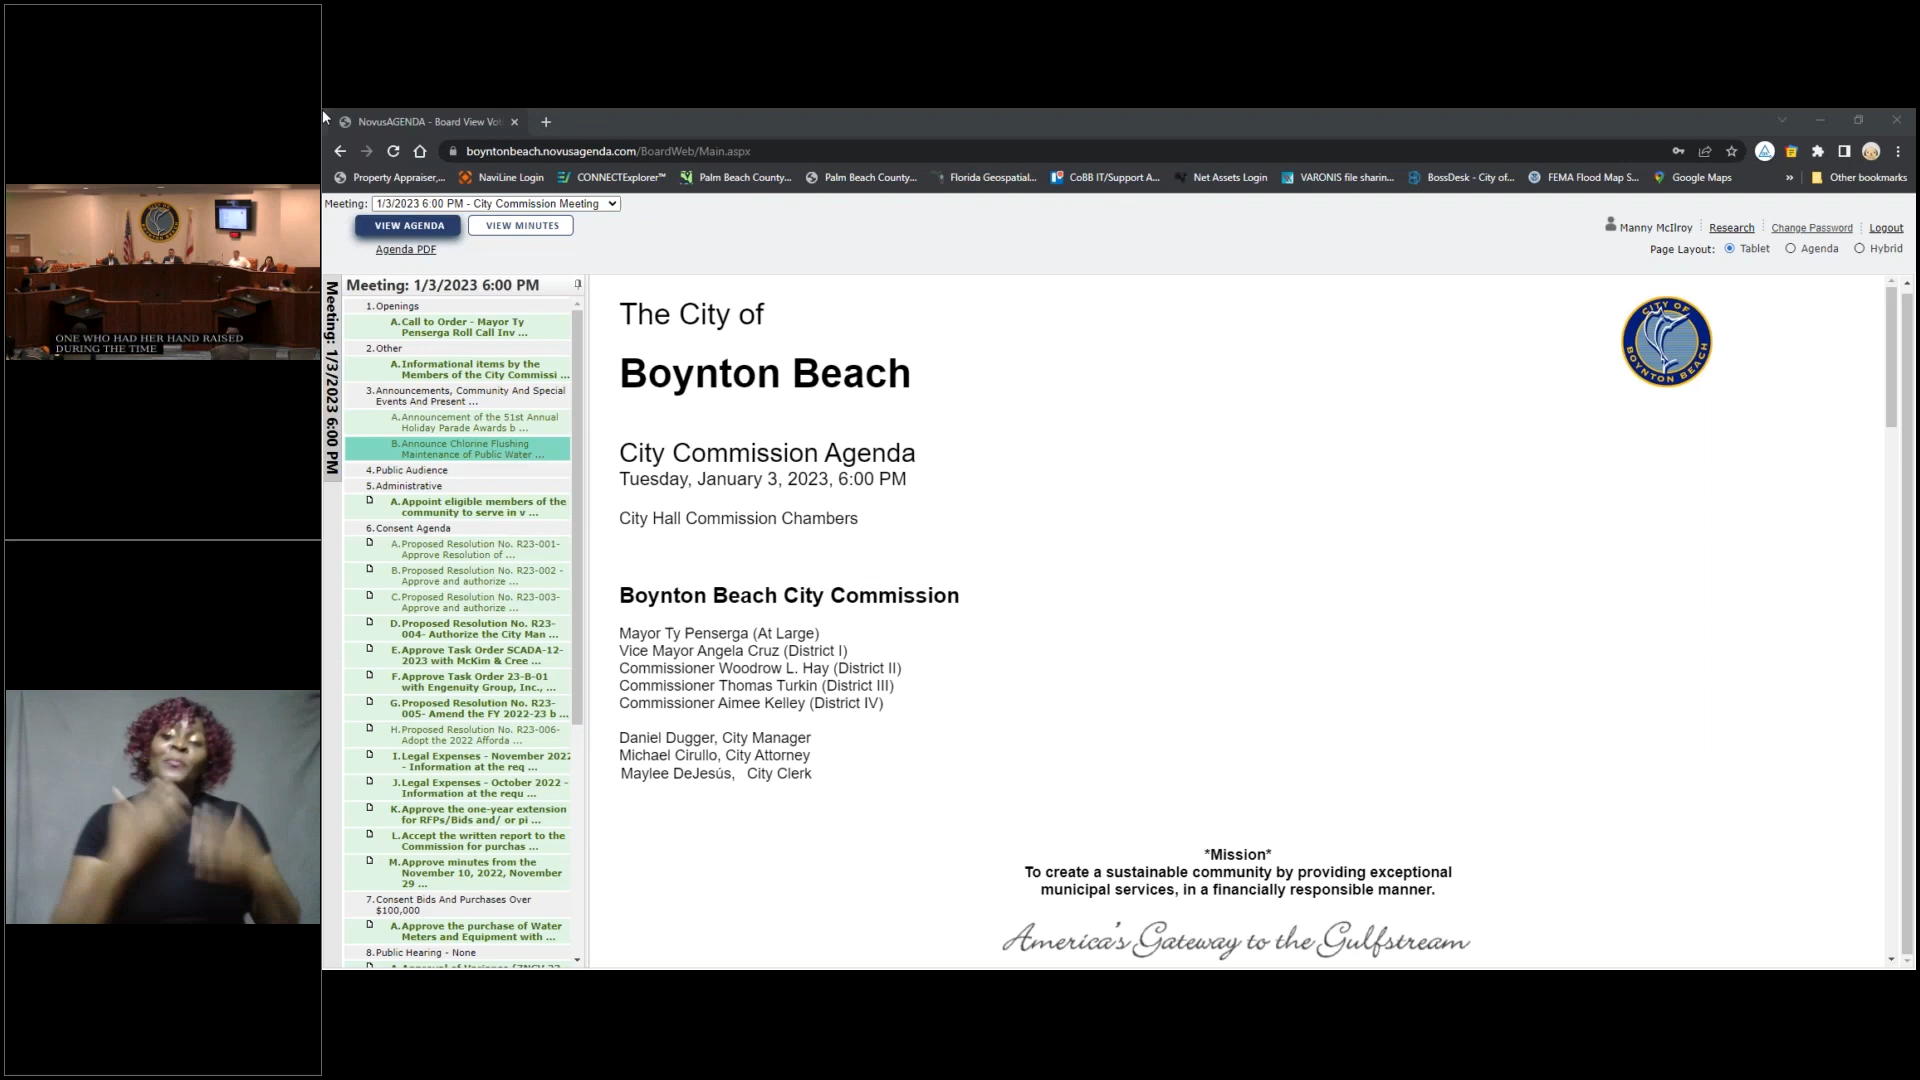 ONE WHO HAD HER HAND RAISED
DURING THE TIME
NovusAGENDA - Board View Vot
boyntonbeach.novusagenda.com/BoardWeb/Main.aspx
Property Appraiser,... NaviLine Login CONNECTExplorer™ Palm Beach County... Palm Beach County... Florida Geospatial... CoBB IT/Support A... Net Assets Login VARONIS file sharin... BossDesk - City of... FEMA Flood Map S... Google Maps » Other bookmarks
Meeting: 1/3/2023 6:00 PM - City Commission Meeting
VIEW AGENDA VIEW MINUTES
Agenda PDF
Manny McIlroy Research Change Password Logout
Page Layout: Tablet Agenda Hybrid
Meeting: 1/3/2023 6:00 PM
Meeting: 1/3/2023 6:00 PM
1.Openings
A.Call to Order - Mayor Ty
Penserga Roll Call Inv ...
2.Other
A.Informational items by the
Members of the City Commissi ...
3.Announcements, Community And Special
Events And Present ...
A.Announcement of the 51st Annual
Holiday Parade Awards b ...
B.Announce Chlorine Flushing
Maintenance of Public Water ...
4.Public Audience
5.Administrative
A.Appoint eligible members of the
community to serve in v ...
6.Consent Agenda
A.Proposed Resolution No. R23-001-
Approve Resolution of ...
B.Proposed Resolution No. R23-002 -
Approve and authorize ...
C.Proposed Resolution No. R23-003-
Approve and authorize ...
D.Proposed Resolution No. R23-
004- Authorize the City Man ...
E.Approve Task Order SCADA-12-
2023 with McKim & Cree ...
F.Approve Task Order 23-B-01
with Engenuity Group, Inc., ...
G.Proposed Resolution No. R23-
005- Amend the FY 2022-23 b ...
H.Proposed Resolution No. R23-006-
Adopt the 2022 Afforda ...
I.Legal Expenses - November 2022
- Information at the req ...
J.Legal Expenses - October 2022 -
Information at the requ ...
K.Approve the one-year extension
for RFPs/Bids and/ or pi ...
L.Accept the written report to the
Commission for purchas ...
M.Approve minutes from the
November 10, 2022, November
29 ...
7.Consent Bids And Purchases Over
$100,000
A.Approve the purchase of Water
Meters and Equipment with ...
8.Public Hearing - None
The City of
Boynton Beach
CITY OF
BOYNTON BEACH
City Commission Agenda
Tuesday, January 3, 2023, 6:00 PM
City Hall Commission Chambers
Boynton Beach City Commission
Mayor Ty Penserga (At Large)
Vice Mayor Angela Cruz (District I)
Commissioner Woodrow L. Hay (District II)
Commissioner Thomas Turkin (District III)
Commissioner Aimee Kelley (District IV)
Daniel Dugger, City Manager
Michael Cirullo, City Attorney
Maylee DeJesús, City Clerk
*Mission*
To create a sustainable community by providing exceptional
municipal services, in a financially responsible manner.
America's Gateway to the Gulfstream